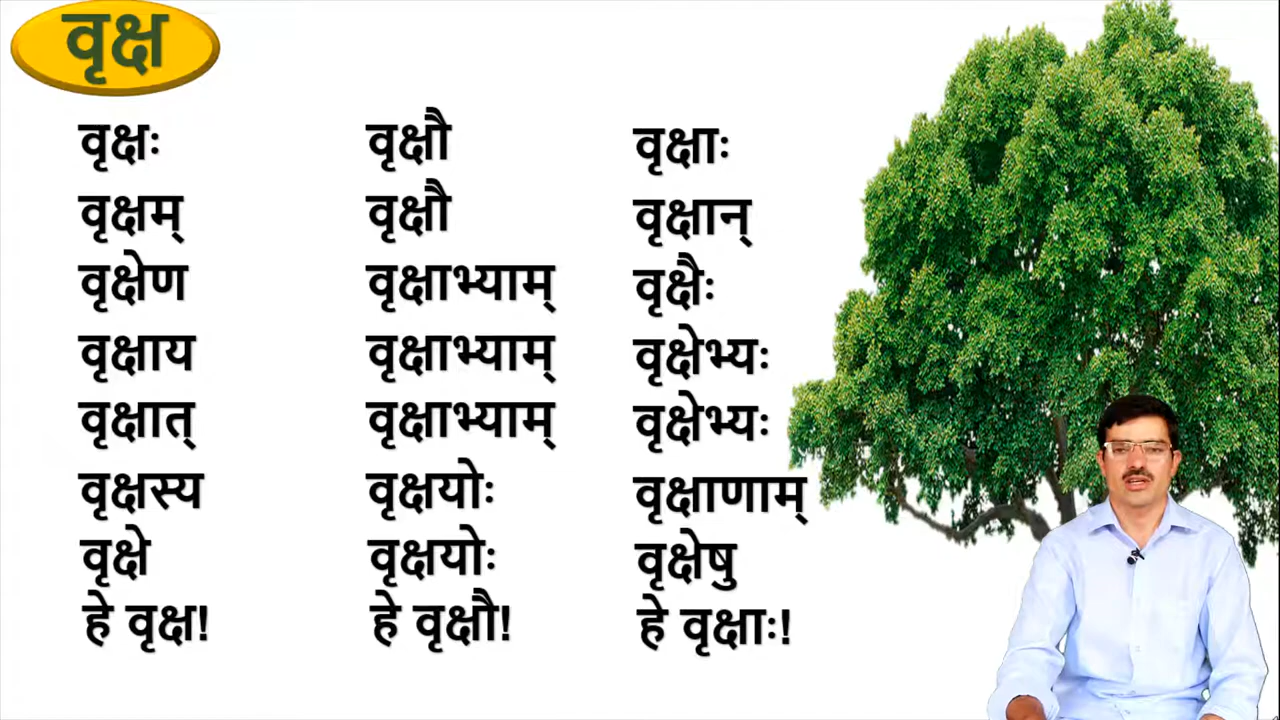 वृक्ष
वृक्षः वृक्षौ वृक्षाः
वृक्षम् वृक्षौ वृक्षान्
वृक्षेण वृक्षाभ्याम् वृक्षैः
वृक्षाय वृक्षाभ्याम् वृक्षेभ्यः
वृक्षात् वृक्षाभ्याम् वृक्षेभ्यः
वृक्षस्य वृक्षयोः वृक्षाणाम्
वृक्षे वृक्षयोः वृक्षेषु
हे वृक्ष! हे वृक्षौ! हे वृक्षाः!